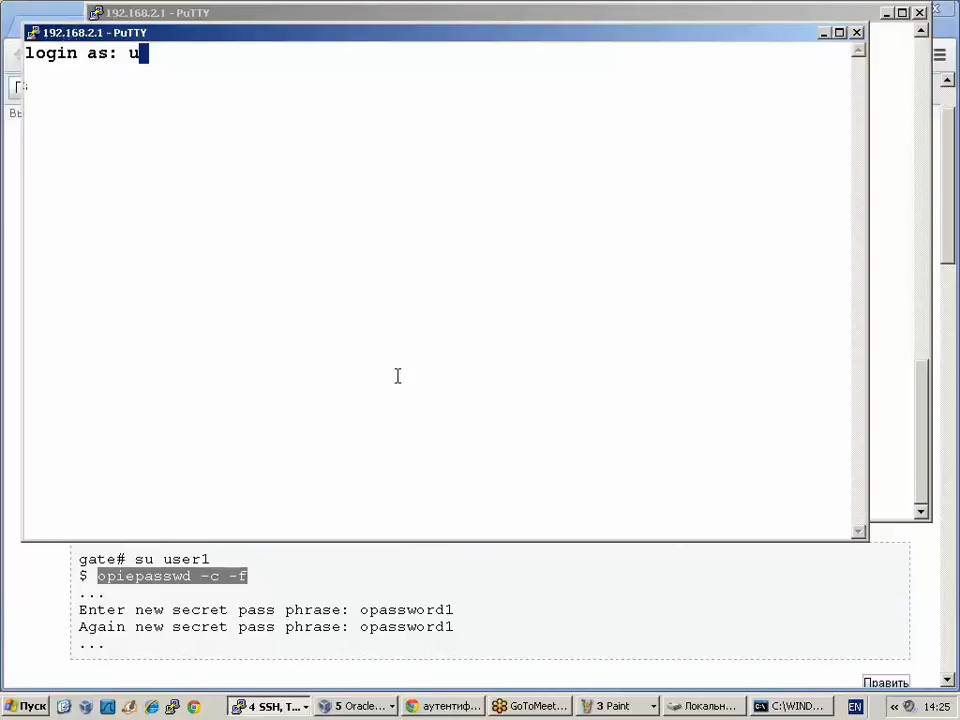 192.168.2.1 - PuTTY
192.168.2.1 - PuTTY
login as: u
Вы
gate# su user1
$ opiepasswd -c -f
...
Enter new secret pass phrase: opassword1
Again new secret pass phrase: opassword1
...
Править
Пуск
4 SSH, T...
5 Oracle...
аутентиф...
GoToMeet...
3 Paint
Локальн...
C:\WIND...
EN
«
14:25